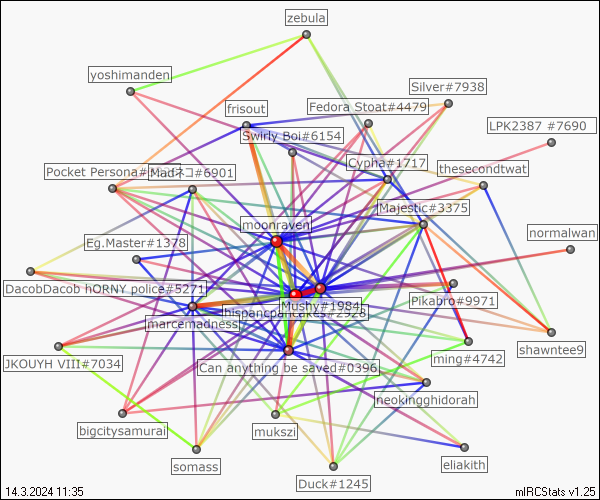 zebula
yoshimanden
Silver#7938
frisout
Fedora Stoat#4479
LPK2387 #7690
Swirly Boi#6154
Cypha#1717
thesecondtwat
Pocket Persona#
Madネコ#6901
Majestic#3375
moonraven
normalwan
Eg.Master#1378
DacobDacob hORNY police#5271
Mushy#1984
Pikabro#9971
hispancpancakes#2928
marcemadness
shawntee9
ming#4742
JKOUYH VIII#7034
Can anything be saved#0396
neokingghidorah
bigcitysamurai
mukszi
eliakith
somass
Duck#1245
14.3.2024 11:35
mIRCStats v1.25